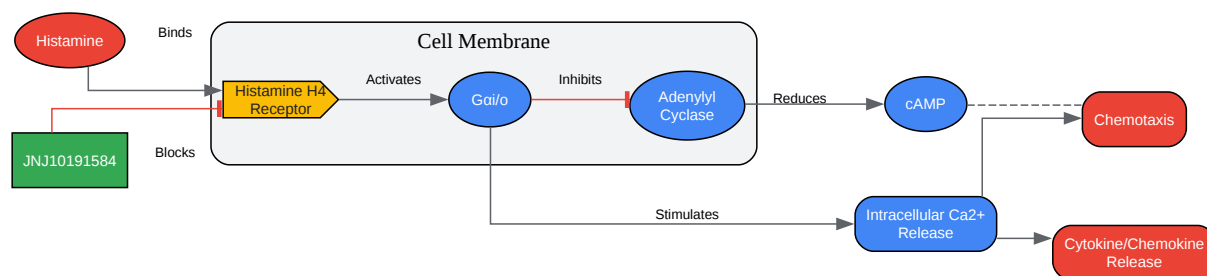 Histamine
Binds
Cell Membrane
Histamine H4
Receptor
Activates
Gαi/o
Inhibits
Adenylyl
Cyclase
Reduces
cAMP
Chemotaxis
JNJ10191584
Blocks
Stimulates
Intracellular Ca2+
Release
Cytokine/Chemokine
Release